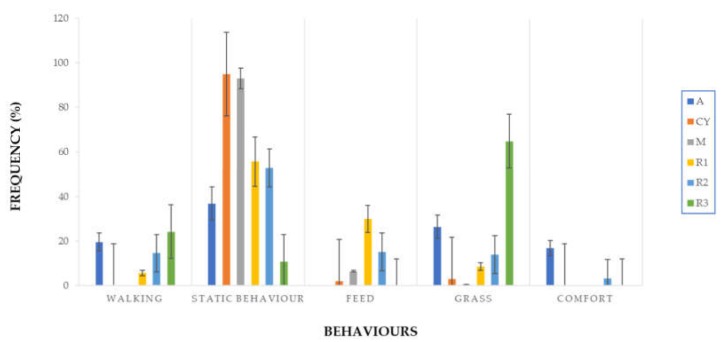 120
100
80
60
40
20
0
FREQUENCY (%)
WALKING STATIC BEHAVIOUR FEED GRASS COMFORT
BEHAVIOURS
A
CY
M
R1
R2
R3